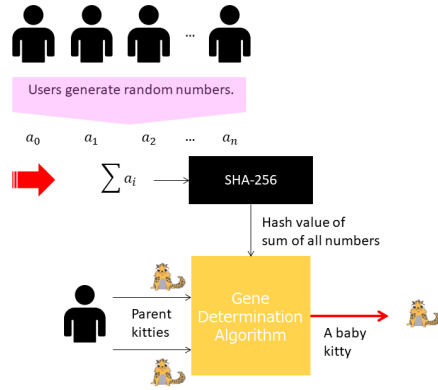 ...
Users generate random numbers.
a₀ a₁ a₂ ... aₙ
∑ aᵢ
SHA-256
Hash value of
sum of all numbers
Parent
kitties
Gene
Determination
Algorithm
A baby
kitty